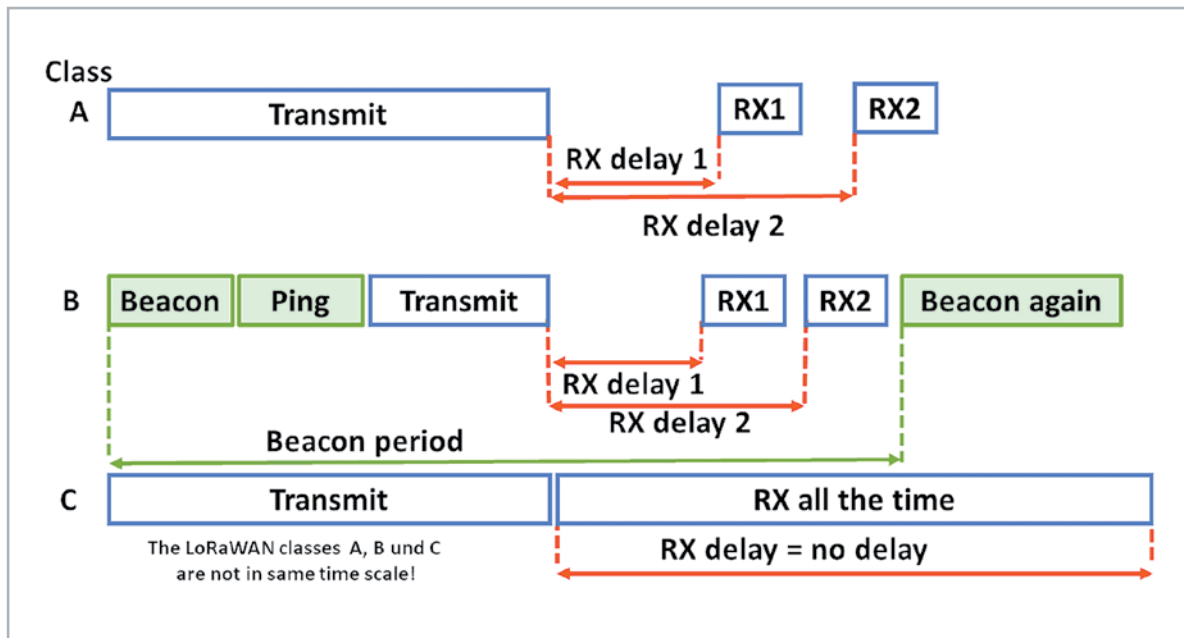 Class
A
Transmit
RX1
RX2
RX delay 1
RX delay 2
B
Beacon
Ping
Transmit
RX1
RX2
Beacon again
RX delay 1
RX delay 2
Beacon period
C
Transmit
RX all the time
The LoRaWAN classes A, B und C
are not in same time scale!
RX delay = no delay